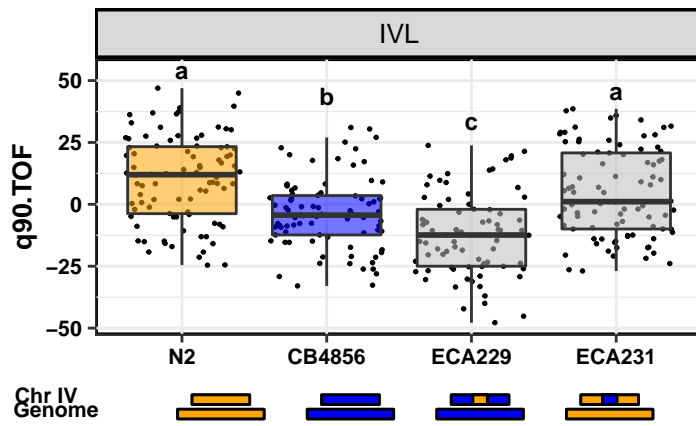 IVL
q90.TOF
50
25
0
−25
−50
a
b
c
a
N2 CB4856 ECA229 ECA231
Chr IV
Genome